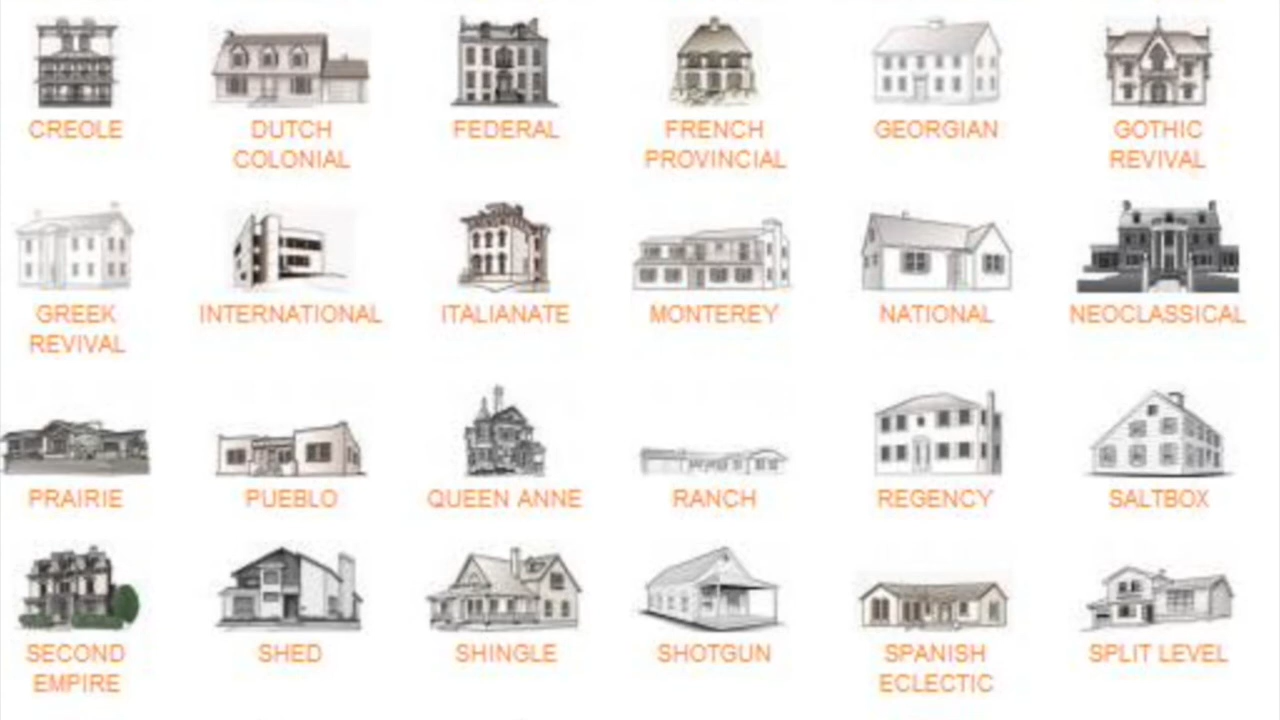 CREOLE
DUTCH
COLONIAL
FEDERAL
FRENCH
PROVINCIAL
GEORGIAN
GOTHIC
REVIVAL
GREEK
REVIVAL
INTERNATIONAL
ITALIANATE
MONTEREY
NATIONAL
NEOCLASSICAL
PRAIRIE
PUEBLO
QUEEN ANNE
RANCH
REGENCY
SALTBOX
SECOND
EMPIRE
SHED
SHINGLE
SHOTGUN
SPANISH
ECLECTIC
SPLIT LEVEL